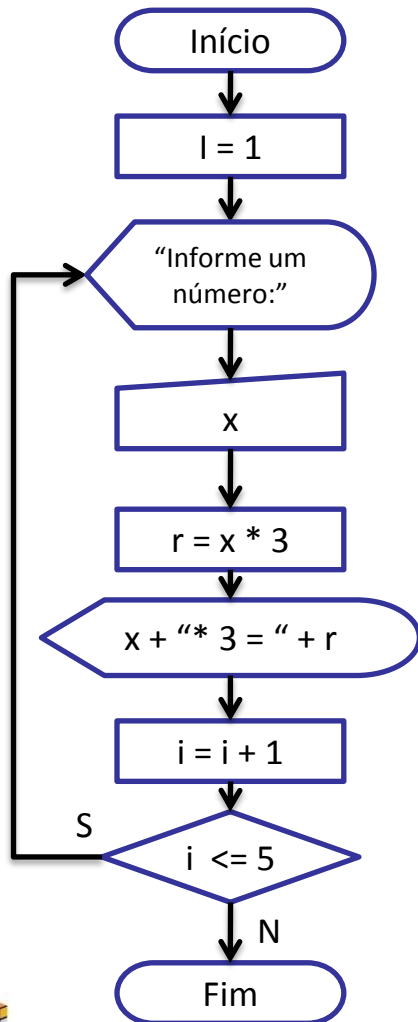 Início
I = 1
“Informe um
número:”
x
r = x * 3
x + “* 3 = “ + r
i = i + 1
S
i <= 5
N
Fim